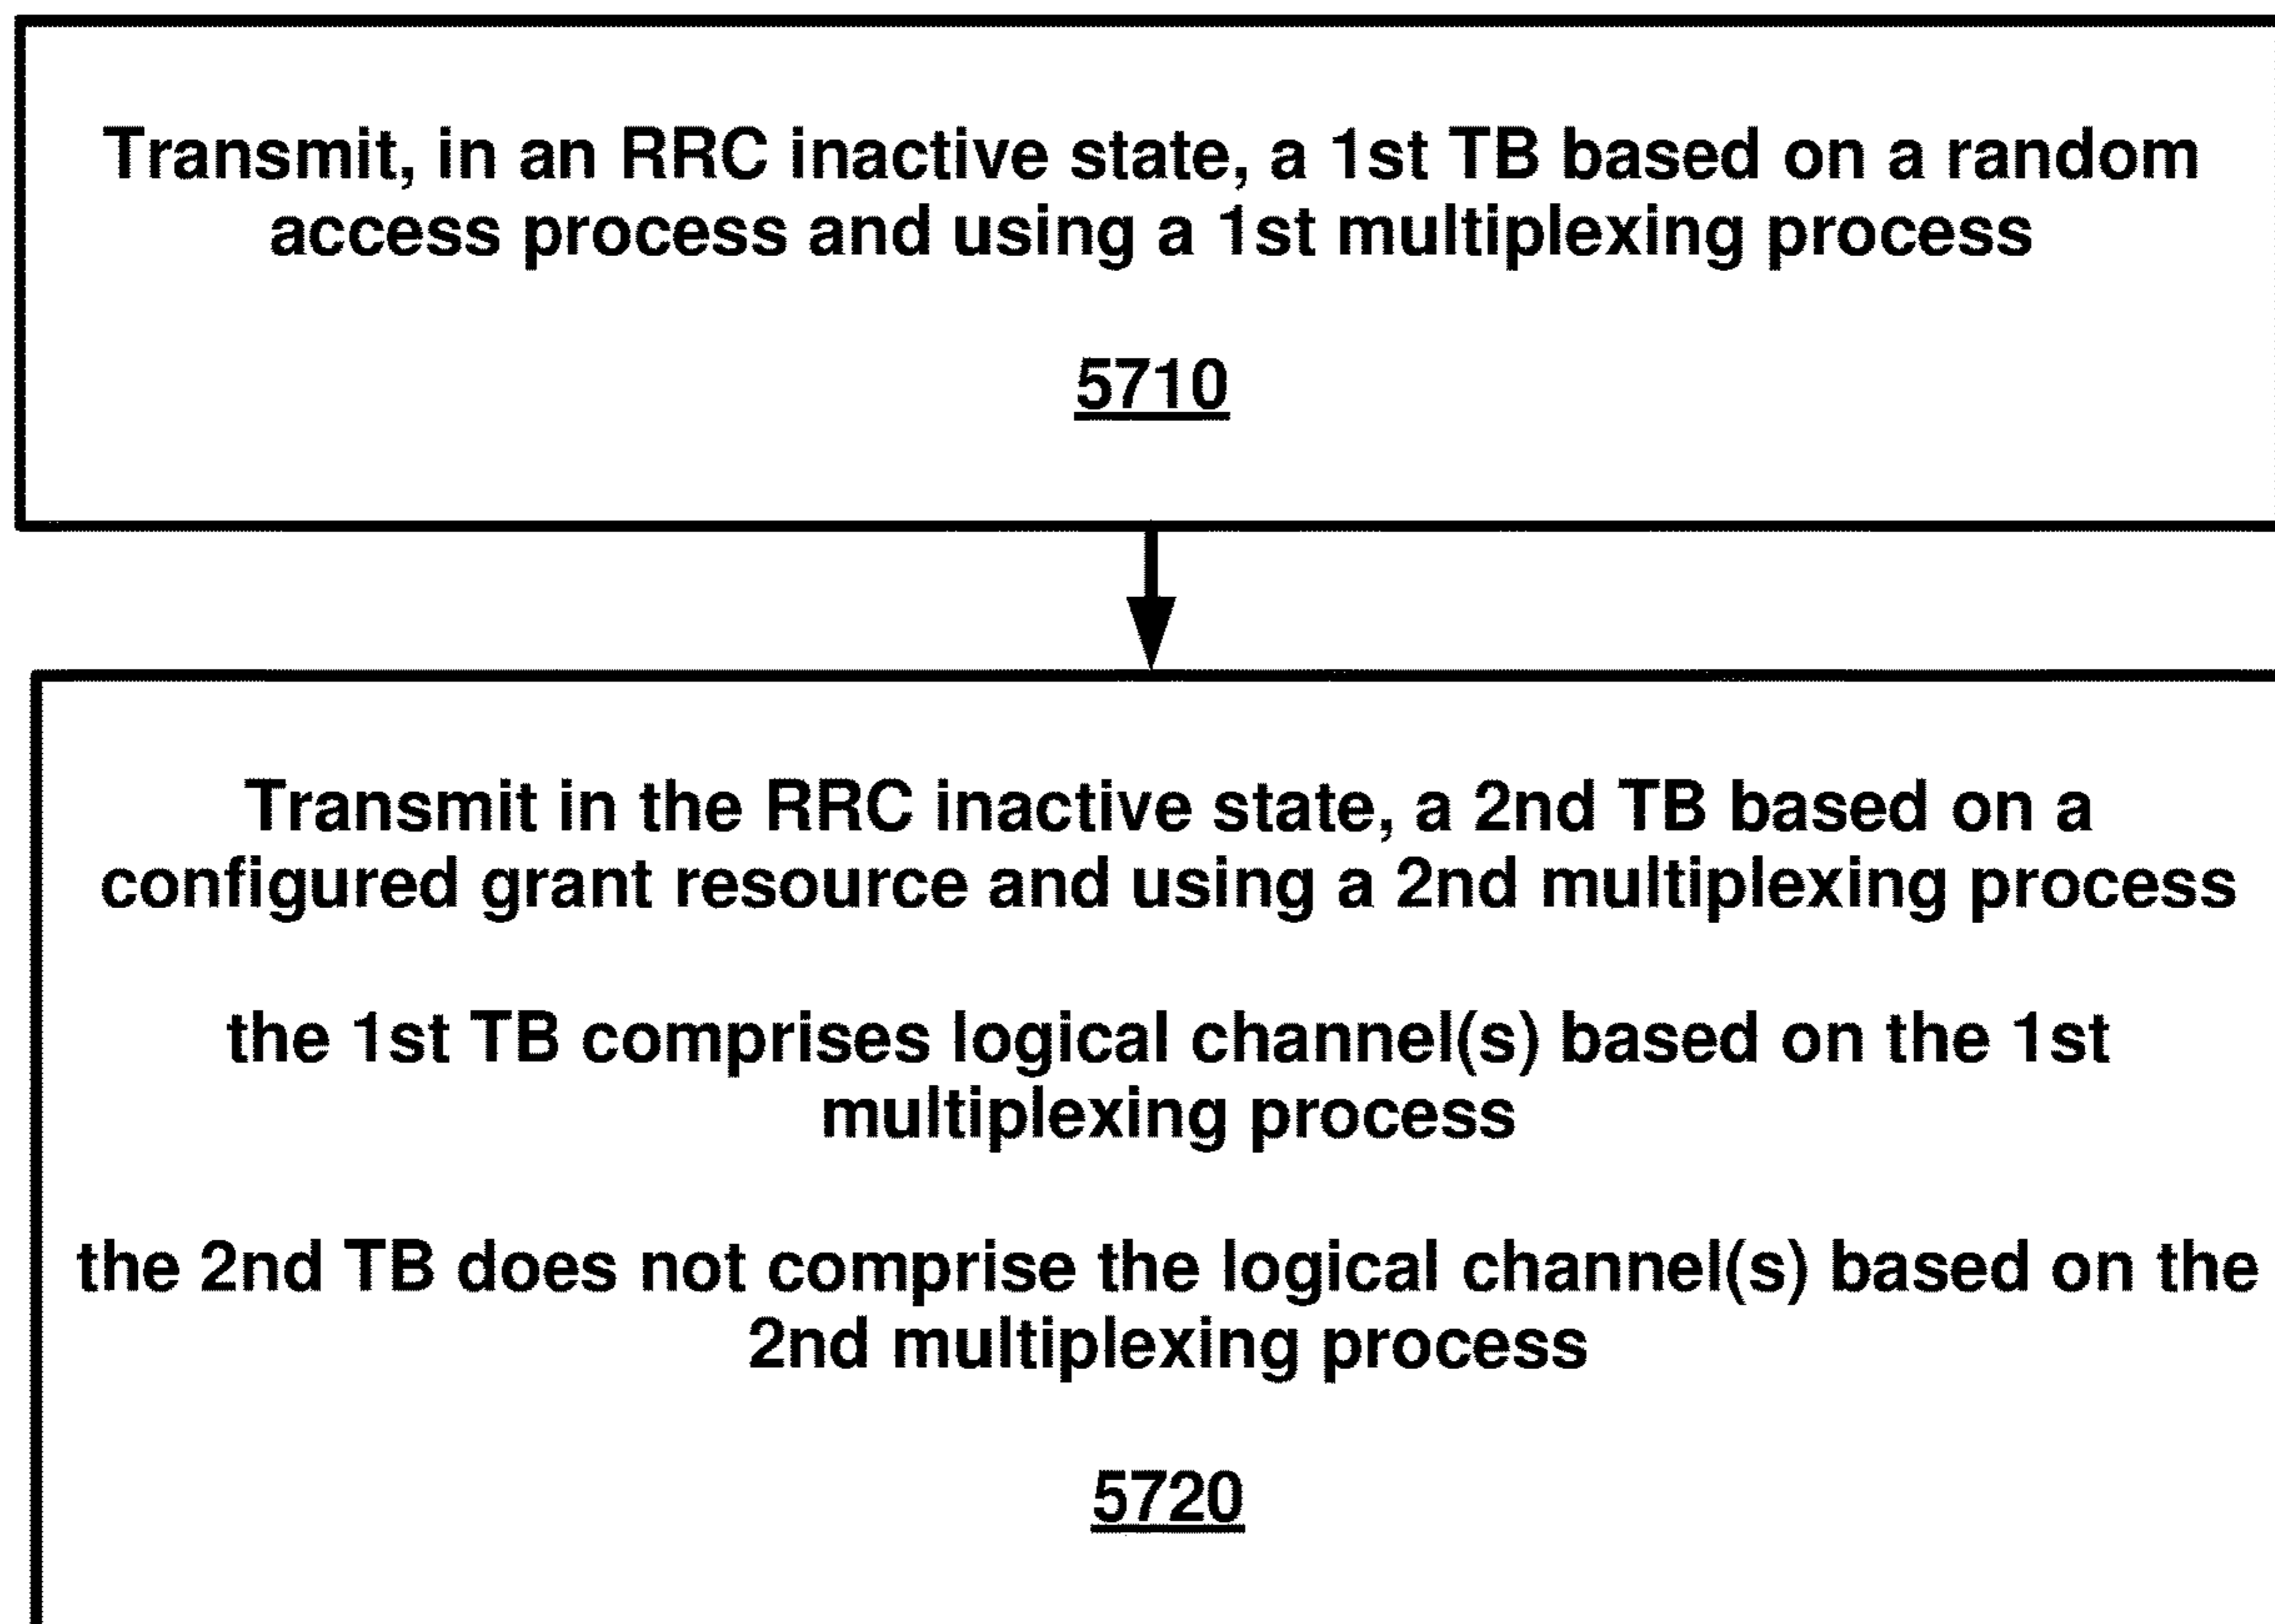 Transmit, in an RRC inactive state, a 1st TB based on a random
access process and using a 1st multiplexing process
5710
Transmit in the RRC inactive state, a 2nd TB based on a
configured grant resource and using a 2nd multiplexing process
the 1st TB comprises logical channel(s) based on the 1st
multiplexing process
the 2nd TB does not comprise the logical channel(s) based on the
2nd multiplexing process
5720